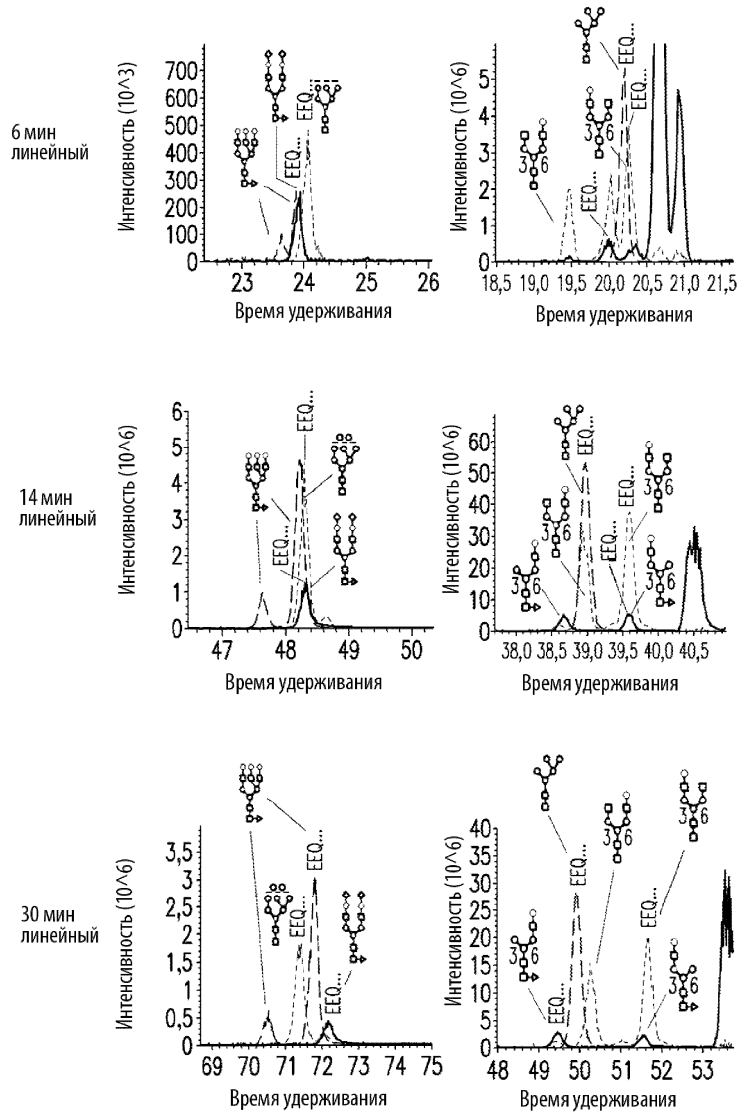 6 мин
линейный
Интенсивность (10^3)
700
600
500
400
300
200
100
0
EEQ...
EEQ...
23 24 25 26
Время удерживания
Интенсивность (10^6)
5
4
3
2
1
0
EEQ...
EEQ...
EEQ...
3 6
3 6
18,5 19,0 19,5 20,0 20,5 21,0 21,5
Время удерживания
14 мин
линейный
Интенсивность (10^6)
6
5
4
3
2
1
0
EEQ...
EEQ...
47 48 49 50
Время удерживания
Интенсивность (10^6)
60
50
40
30
20
10
0
EEQ...
EEQ...
EEQ...
3 6
3 6
3 6
3 6
38,0 38,5 39,0 39,5 40,0 40,5
Время удерживания
30 мин
линейный
Интенсивность (10^6)
3,5
3
2,5
2
1,5
1
0,5
0
EEQ...
EEQ...
EEQ...
69 70 71 72 73 74 75
Время удерживания
Интенсивность (10^6)
40
35
30
25
20
15
10
5
0
EEQ...
EEQ...
EEQ...
3 6
3 6
3 6
3 6
48 49 50 51 52 53
Время удерживания